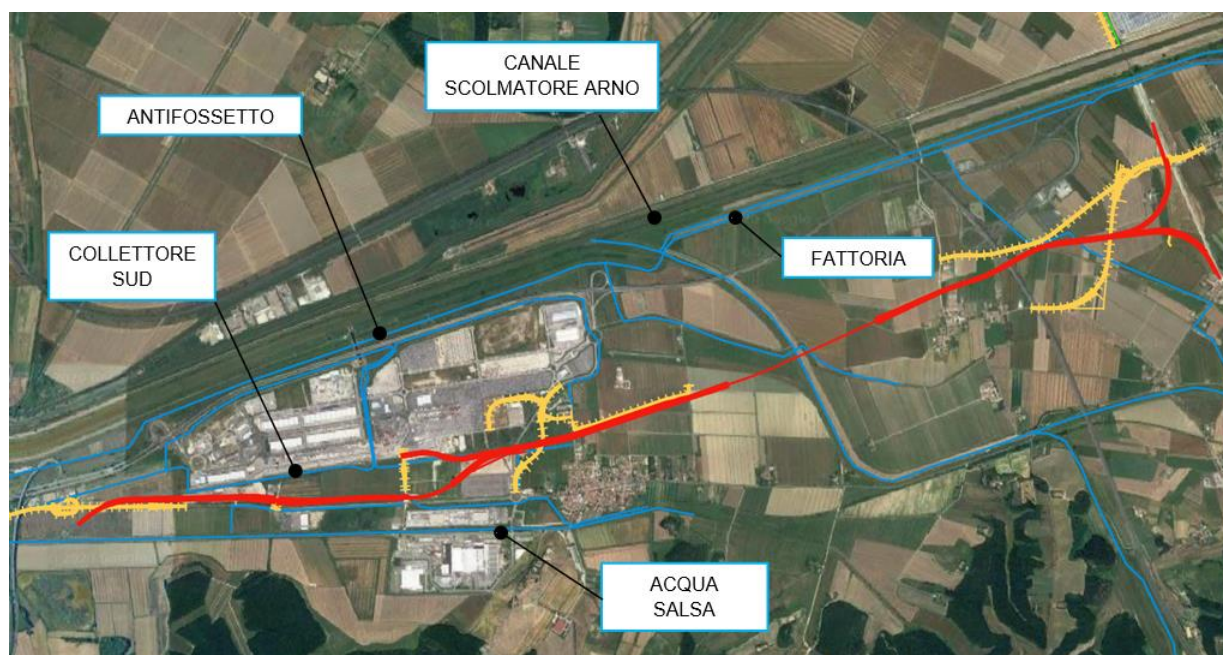 CANALE
SCOLMATORE ARNO
ANTIFOSSETTO
COLLETTORE
SUD
FATTORIA
ACQUA
SALSA